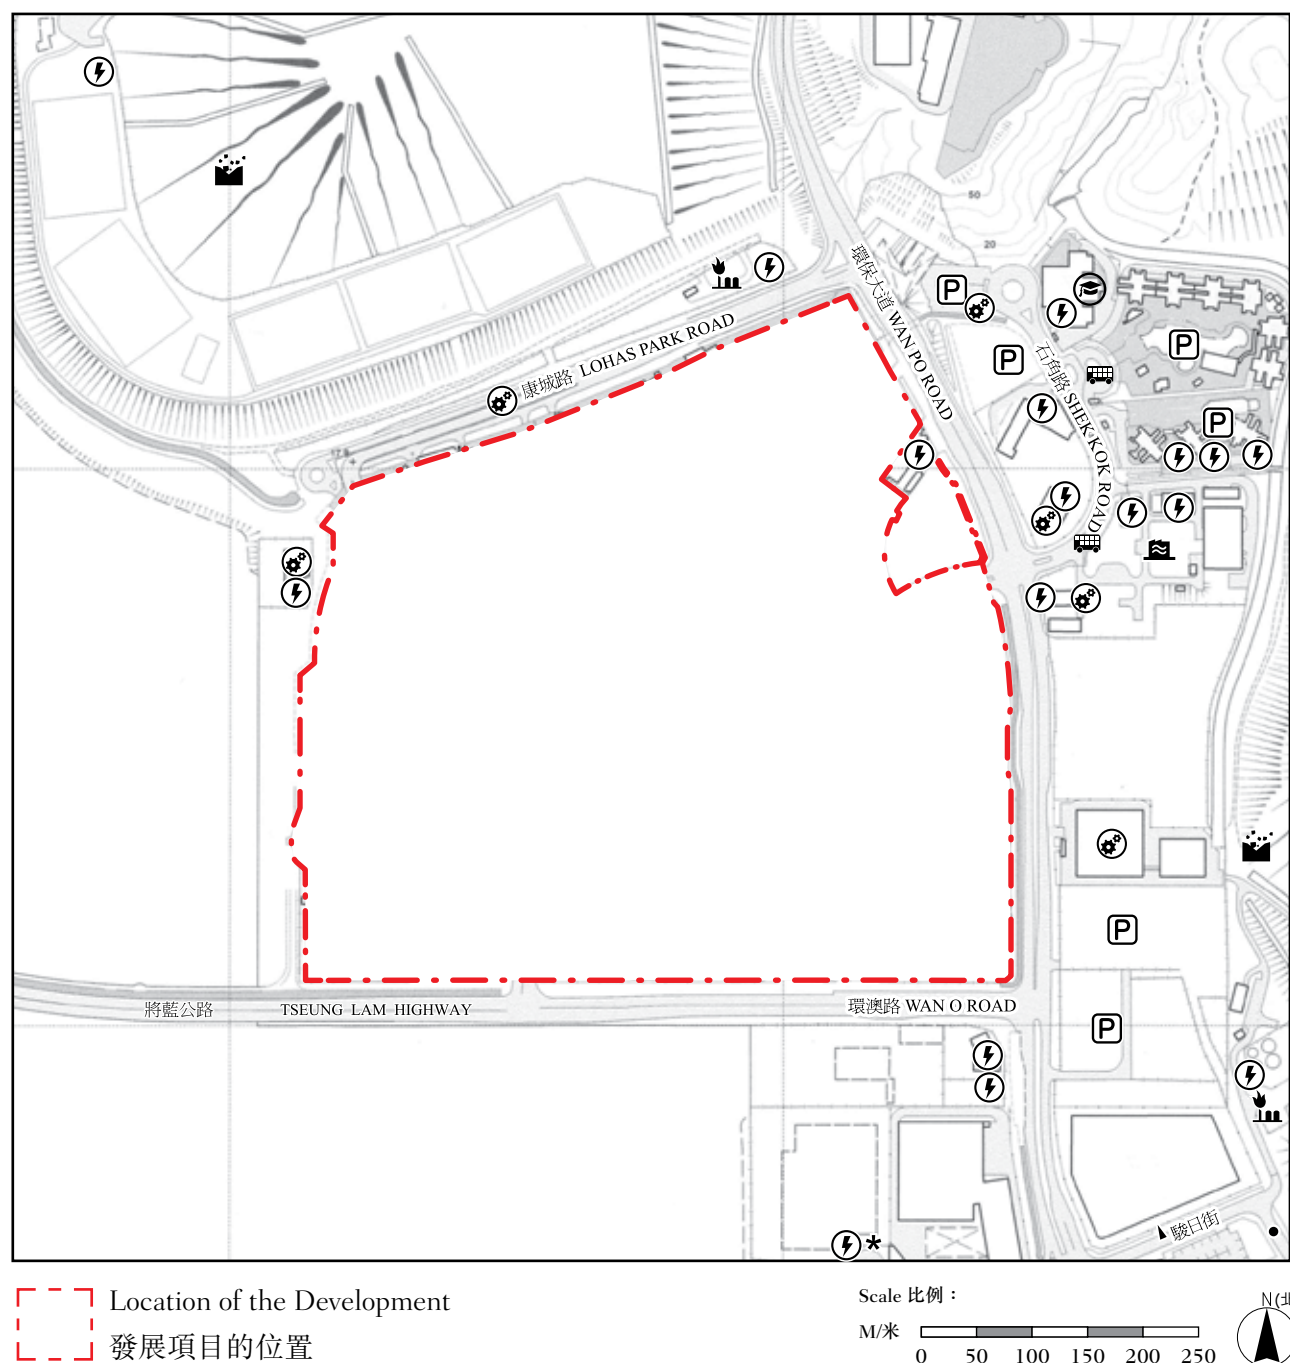 50
20
環保大道 WAN PO ROAD
P
P
P
P
石角路 SHEK KOK ROAD
康城路 LOHAS PARK ROAD
P
P
將藍公路 TSEUNG LAM HIGHWAY
環澳路 WAN O ROAD
駿日街
*
Location of the Development
發展項目的位置
Scale 比例：
M/米
0 50 100 150 200 250
N(北